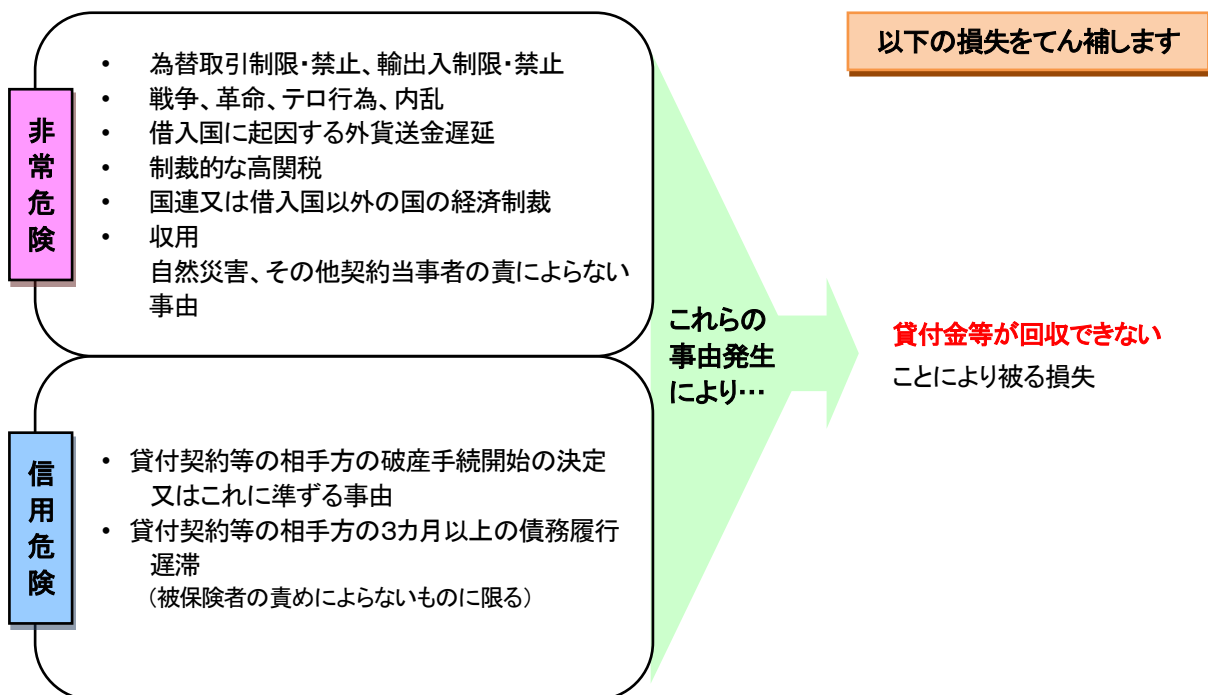 非常危険
• 為替取引制限・禁止、輸出入制限・禁止
• 戦争、革命、テロ行為、内乱
• 借入国に起因する外貨送金遅延
• 制裁的な高関税
• 国連又は借入国以外の国の経済制裁
• 収用
自然災害、その他契約当事者の責によらない
事由
信用危険
• 貸付契約等の相手方の破産手続開始の決定
又はこれに準ずる事由
• 貸付契約等の相手方の3カ月以上の債務履行
遅滞
(被保険者の責めによらないものに限る)
これらの
事由発生
により…
以下の損失をてん補します
貸付金等が回収できない
ことにより被る損失